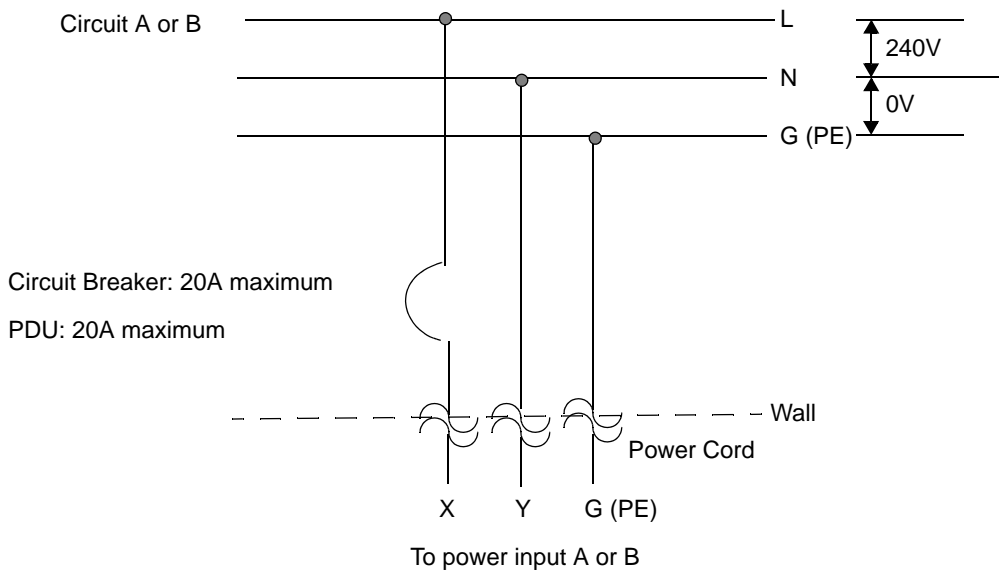 Circuit A or B
L
240V
N
0V
G (PE)
Circuit Breaker: 20A maximum
PDU: 20A maximum
Wall
Power Cord
X Y G (PE)
To power input A or B